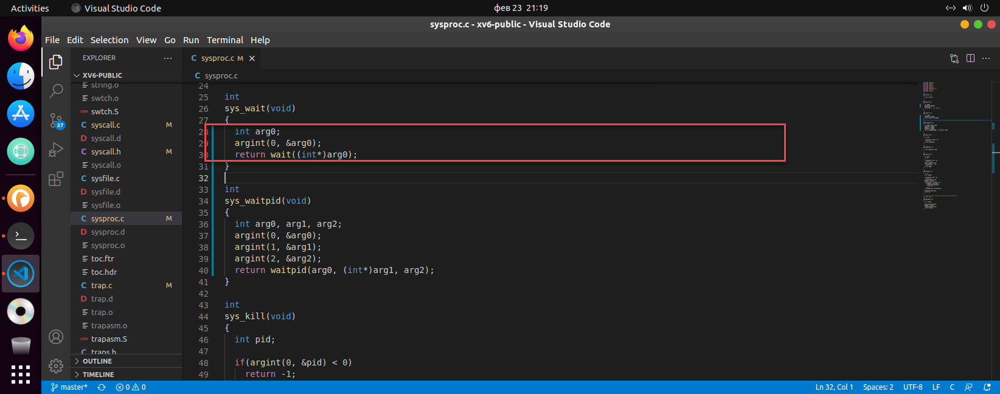 Activities
Visual Studio Code
фев 23 21:19
sysproc.c - xv6-public - Visual Studio Code
File Edit Selection View Go Run Terminal Help
EXPLORER
sysproc.c M
XV6-PUBLIC
sysproc.c
string.o
swtch.o
ASM swtch.S
C syscall.c M
D syscall.d
C syscall.h M
syscall.o
C sysfile.c
D sysfile.d
sysfile.o
C sysproc.c M
D sysproc.d
sysproc.o
toc.ftr
toc.hdr
C trap.c M
D trap.d
trap.o
trapasm.o
ASM trapasm.S
C traps.h
OUTLINE
TIMELINE
27
24
25 int
26 sys_wait(void)
27 {
28 int arg0;
29 argint(0, &arg0);
30 return wait((int*)arg0);
31 }
32
33 int
34 sys_waitpid(void)
35 {
36 int arg0, arg1, arg2;
37 argint(0, &arg0);
38 argint(1, &arg1);
39 argint(2, &arg2);
40 return waitpid(arg0, (int*)arg1, arg2);
41 }
42
43 int
44 sys_kill(void)
45 {
46 int pid;
47
48 if(argint(0, &pid) < 0)
49 return -1;
master* 0 0
Ln 32, Col 1 Spaces: 2 UTF-8 LF C